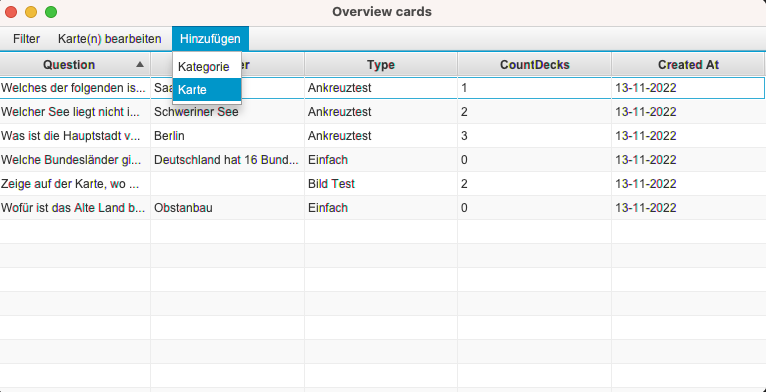 Overview cards
Filter Karte(n) bearbeiten Hinzufügen
Kategorie
Karte
Question er Type CountDecks Created At
Welches der folgenden is... Saa Ankreuztest 1 13-11-2022
Welcher See liegt nicht i... Schweriner See Ankreuztest 2 13-11-2022
Was ist die Hauptstadt v... Berlin Ankreuztest 3 13-11-2022
Welche Bundesländer gi... Deutschland hat 16 Bund... Einfach 0 13-11-2022
Zeige auf der Karte, wo ... Bild Test 2 13-11-2022
Wofür ist das Alte Land b... Obstanbau Einfach 0 13-11-2022